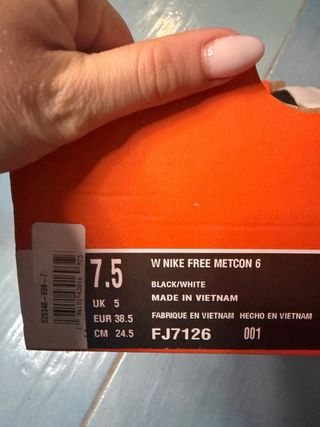 7.5
UK 5
EUR 38.5
CM 24.5
W NIKE FREE METCON 6
BLACK/WHITE
MADE IN VIETNAM
FABRIQUE EN VIETNAM HECHO EN VIETNAM
FJ7126 001